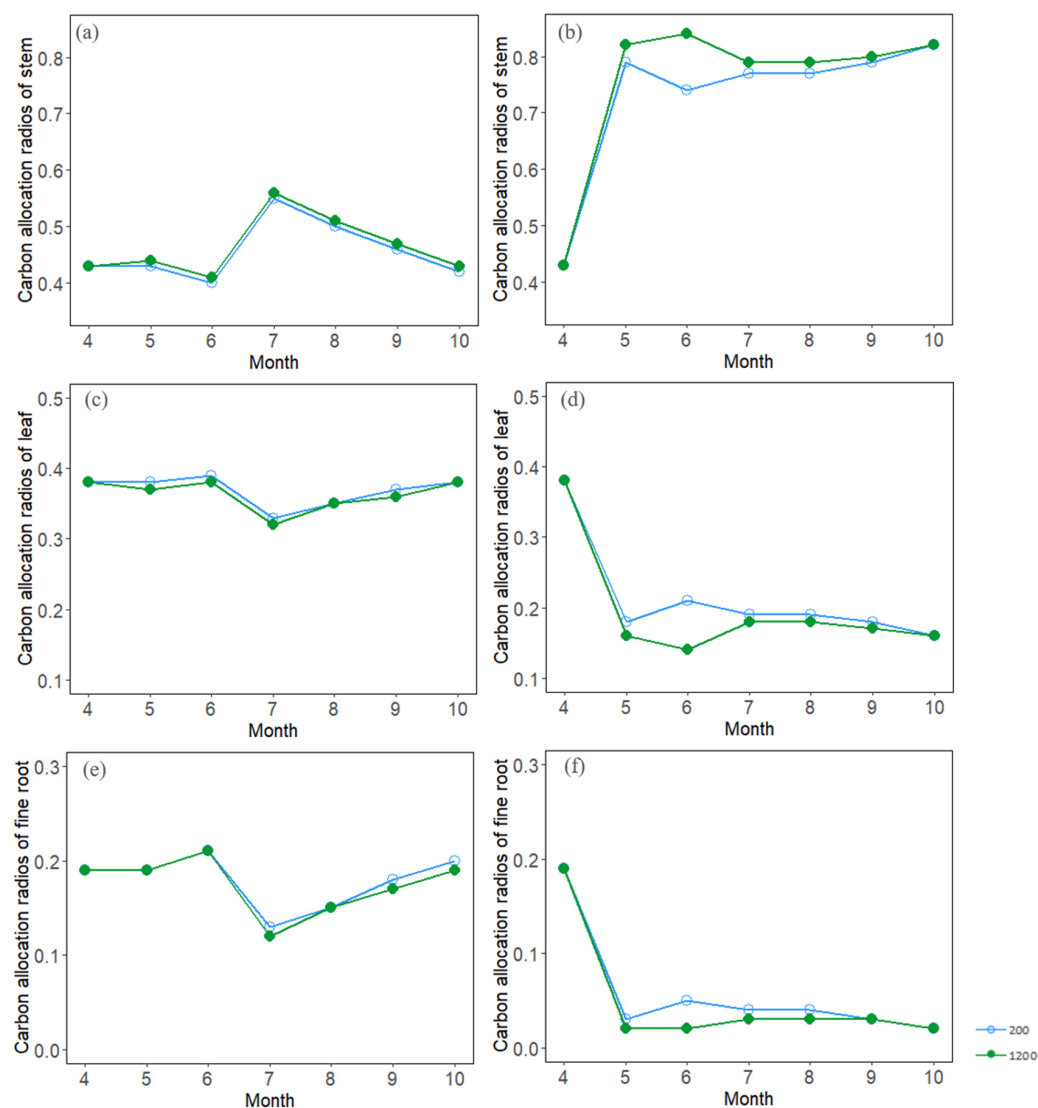 (a)
Carbon allocation radios of stem
0.8
0.7
0.6
0.5
0.4
4 5 6 7 8 9 10
Month
(b)
Carbon allocation radios of stem
0.8
0.7
0.6
0.5
0.4
4 5 6 7 8 9 10
Month
(c)
Carbon allocation radios of leaf
0.5
0.4
0.3
0.2
0.1
4 5 6 7 8 9 10
Month
(d)
Carbon allocation radios of leaf
0.5
0.4
0.3
0.2
0.1
4 5 6 7 8 9 10
Month
(e)
Carbon allocation radios of fine root
0.3
0.2
0.1
0.0
4 5 6 7 8 9 10
Month
(f)
Carbon allocation radios of fine root
0.3
0.2
0.1
0.0
4 5 6 7 8 9 10
Month
200
1200